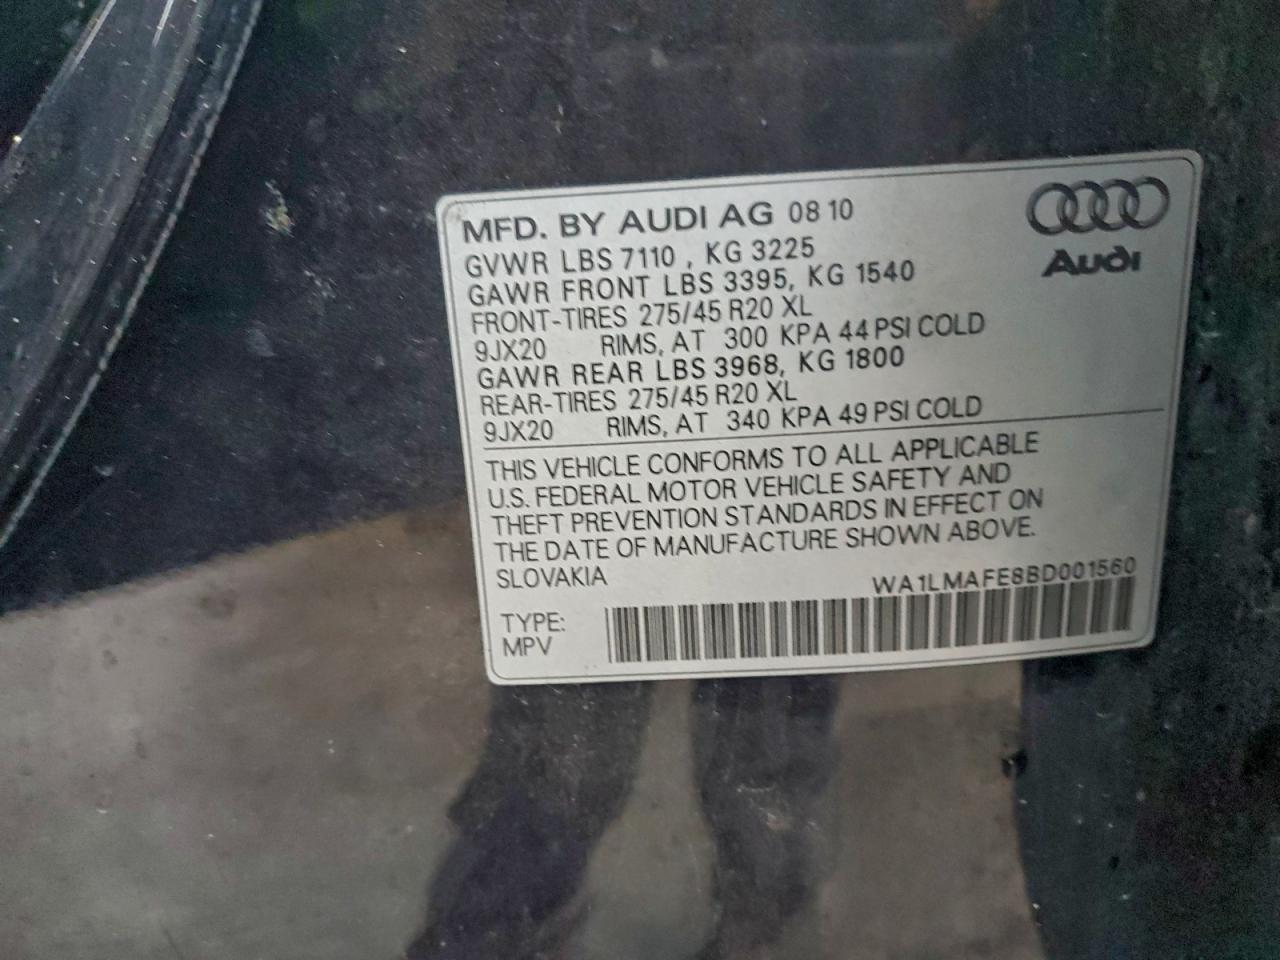 MFD. BY AUDI AG 08 10
GVWR LBS 7110 , KG 3225
GAWR FRONT LBS 3395, KG 1540
FRONT-TIRES 275/45 R20 XL
9JX20 RIMS, AT 300 KPA 44 PSI COLD
GAWR REAR LBS 3968, KG 1800
REAR-TIRES 275/45 R20 XL
9JX20 RIMS, AT 340 KPA 49 PSI COLD
Audi
THIS VEHICLE CONFORMS TO ALL APPLICABLE
U.S. FEDERAL MOTOR VEHICLE SAFETY AND
THEFT PREVENTION STANDARDS IN EFFECT ON
THE DATE OF MANUFACTURE SHOWN ABOVE.
SLOVAKIA
WA1LMAFE8BD001560
TYPE:
MPV